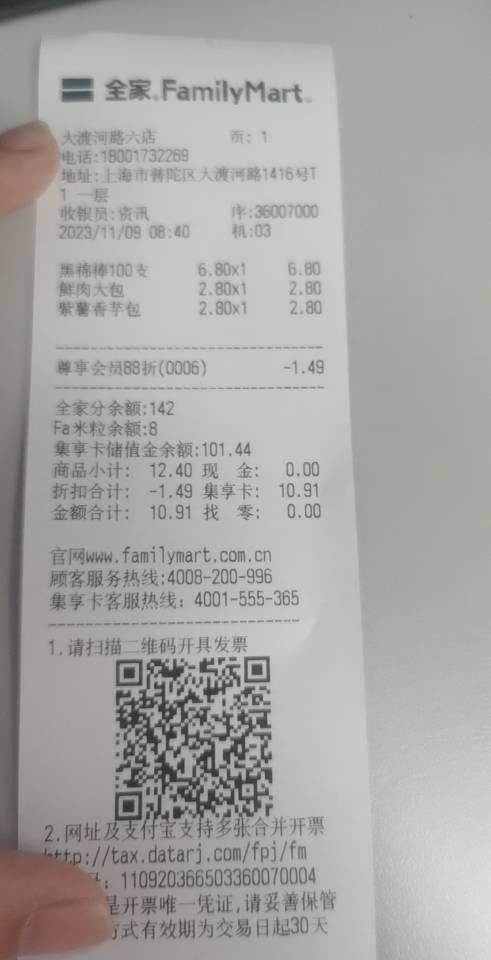 全家 FamilyMart
大渡河路六店 页: 1
电话:18001732269
地址:上海市普陀区大渡河路1416号T
1 一层
收银员:资讯 序:36007000
2023/11/09 08:40 机:03
黑棉棒100支 6.80x1 6.80
鲜肉大包 2.80x1 2.80
紫薯香芋包 2.80x1 2.80
尊享会员88折(0006) -1.49
全家分余额:142
Fa米粒余额:8
集享卡储值金余额:101.44
商品小计: 12.40 现 金: 0.00
折扣合计: -1.49 集享卡: 10.91
金额合计: 10.91 找 零: 0.00
官网www.familymart.com.cn
顾客服务热线:4008-200-996
集享卡客服热线: 4001-555-365
1.请扫描二维码开具发票
2.网址及支付宝支持多张合并开票
http://tax.datarj.com/fpj/fm
: 110920366503360070004
是开票唯一凭证,请妥善保管
方式有效期为交易日起30天